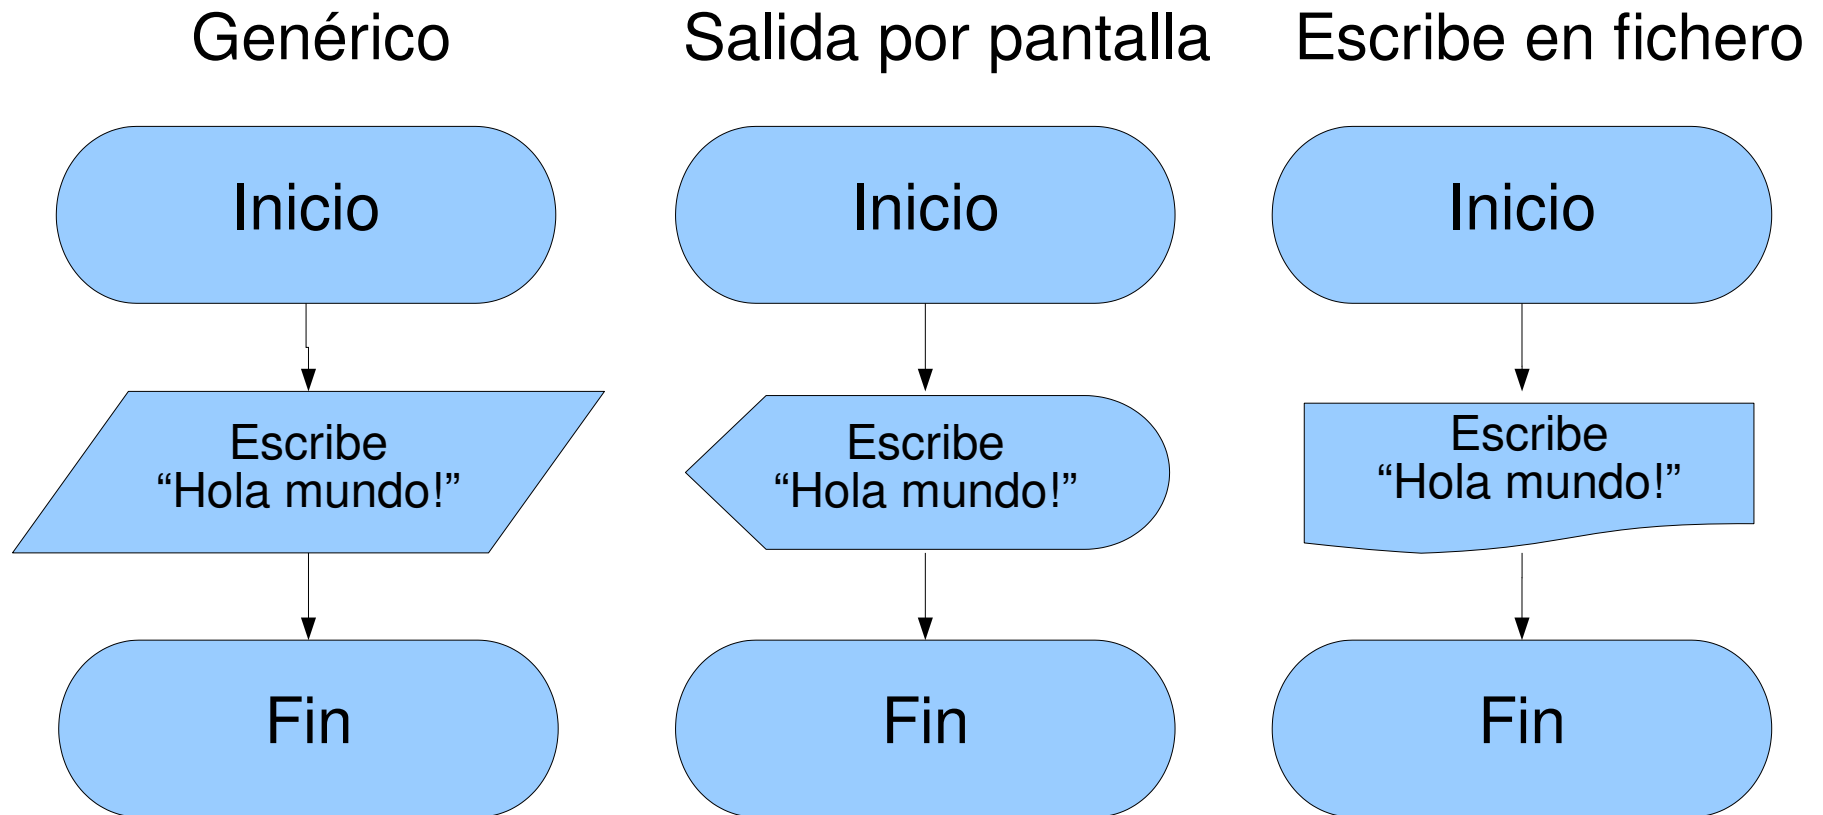 Genérico
Salida por pantalla
Escribe en fichero
Inicio
Inicio
Inicio
Escribe
“Hola mundo!”
Escribe
“Hola mundo!”
Escribe
“Hola mundo!”
Fin
Fin
Fin